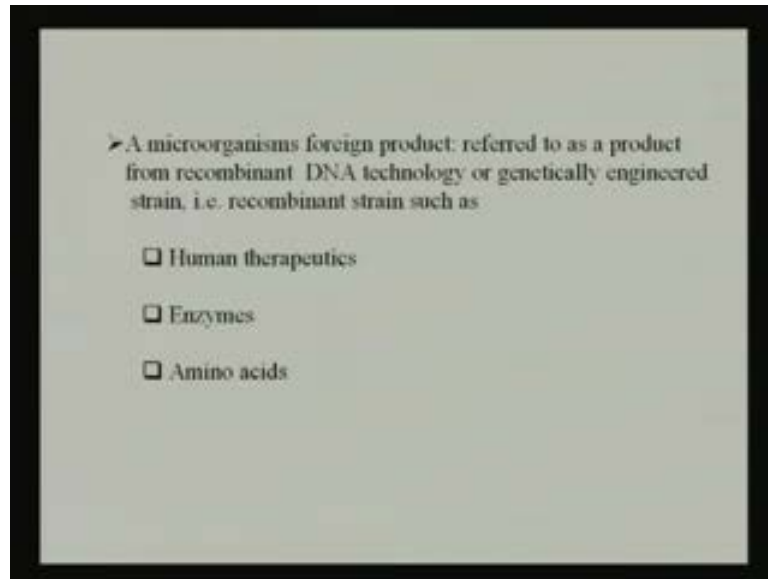 ➢ A microorganisms foreign product: referred to as a product
from recombinant DNA technology or genetically engineered
strain, i.e. recombinant strain such as
❑ Human therapeutics
❑ Enzymes
❑ Amino acids